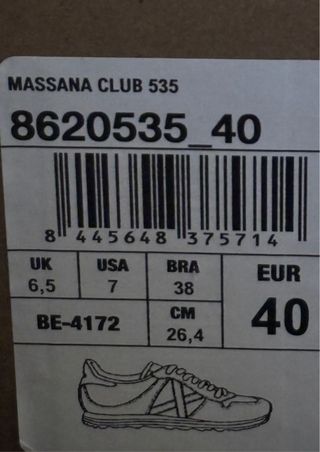 MASSANA CLUB 535
8620535_40
8 445648 375714
UK USA BRA EUR
6,5 7 38 40
BE-4172 CM
26,4